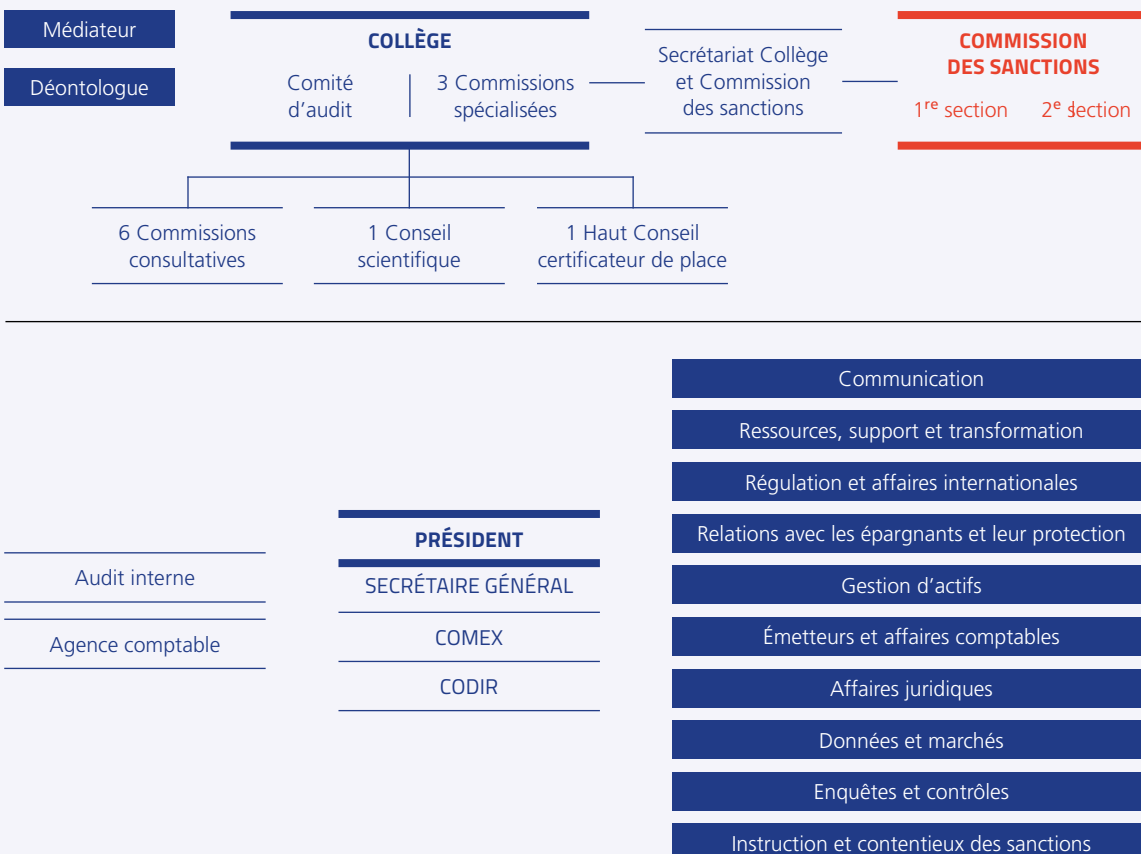 Médiateur
Déontologue
COLLÈGE
Comité
d'audit
3 Commissions
spécialisées
Secrétariat Collège
et Commission
des sanctions
COMMISSION
DES SANCTIONS
1re section
2e section
6 Commissions
consultatives
1 Conseil
scientifique
1 Haut Conseil
certificateur de place
Audit interne
Agence comptable
PRÉSIDENT
SECRÉTAIRE GÉNÉRAL
COMEX
CODIR
Communication
Ressources, support et transformation
Régulation et affaires internationales
Relations avec les épargnants et leur protection
Gestion d'actifs
Émetteurs et affaires comptables
Affaires juridiques
Données et marchés
Enquêtes et contrôles
Instruction et contentieux des sanctions